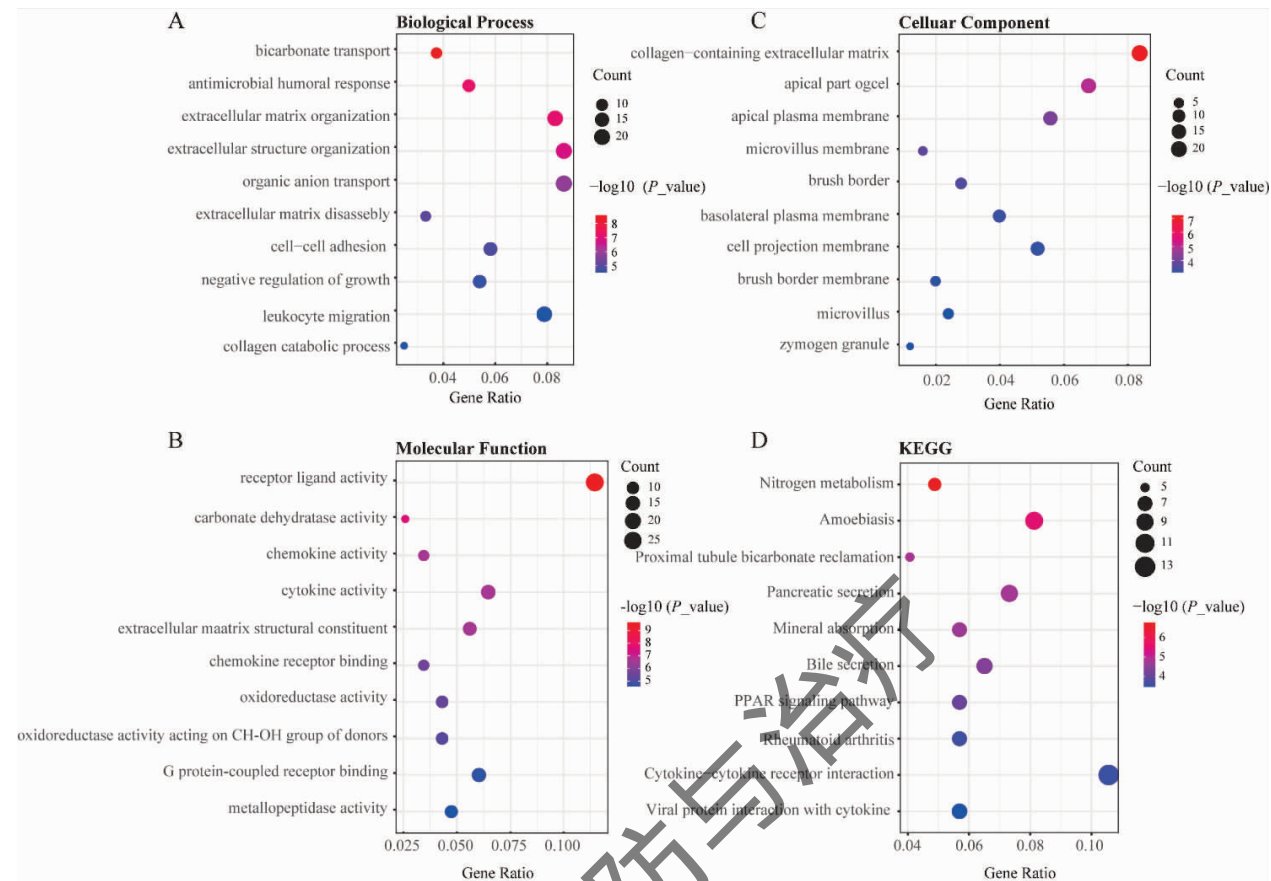 A
Biological Process
bicarbonate transport
antimicrobial humoral response
extracellular matrix organization
extracellular structure organization
organic anion transport
extracellular matrix disassebly
cell−cell adhesion
negative regulation of growth
leukocyte migration
collagen catabolic process
0.04 0.06 0.08
Gene Ratio
Count
10
15
20
−log10 (P_value)
8
7
6
5
C
Celluar Component
collagen−containing extracellular matrix
apical part ogcel
apical plasma membrane
microvillus membrane
brush border
basolateral plasma membrane
cell projection membrane
brush border membrane
microvillus
zymogen granule
0.02 0.04 0.06 0.08
Gene Ratio
Count
5
10
15
20
−log10 (P_value)
7
6
5
4
B
Molecular Function
receptor ligand activity
carbonate dehydratase activity
chemokine activity
cytokine activity
extracellular maatrix structural constituent
chemokine receptor binding
oxidoreductase activity
oxidoreductase activity acting on CH-OH group of donors
G protein-coupled receptor binding
metallopeptidase activity
0.025 0.050 0.075 0.100
Gene Ratio
Count
10
15
20
25
-log10 (P_value)
9
8
7
6
5
D
KEGG
Nitrogen metabolism
Amoebiasis
Proximal tubule bicarbonate reclamation
Pancreatic secretion
Mineral absorption
Bile secretion
PPAR signaling pathway
Rheumatoid arthritis
Cytokine−cytokine receptor interaction
Viral protein interaction with cytokine
0.04 0.06 0.08 0.10
Gene Ratio
Count
5
7
9
11
13
−log10 (P_value)
6
5
4
防与治疗